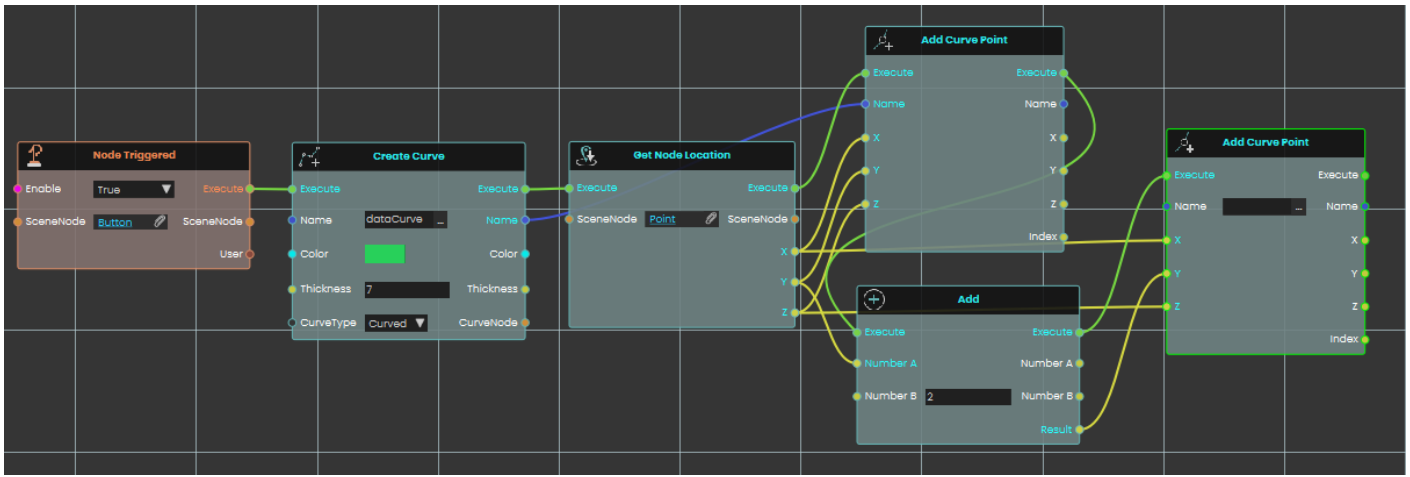 Node Triggered
Enable True Execute
SceneNode Button SceneNode
User
Create Curve
Execute Execute
Name dataCurve ... Name
Color Color
Thickness 7 Thickness
CurveType Curved CurveNode
Get Node Location
Execute Execute
SceneNode Point SceneNode
X
Y
Z
Add Curve Point
Execute Execute
Name Name
X X
Y Y
Z Z
Index
Add
Execute Execute
Number A Number A
Number B 2 Number B
Result
Add Curve Point
Execute Execute
Name ... Name
X X
Y Y
Z Z
Index